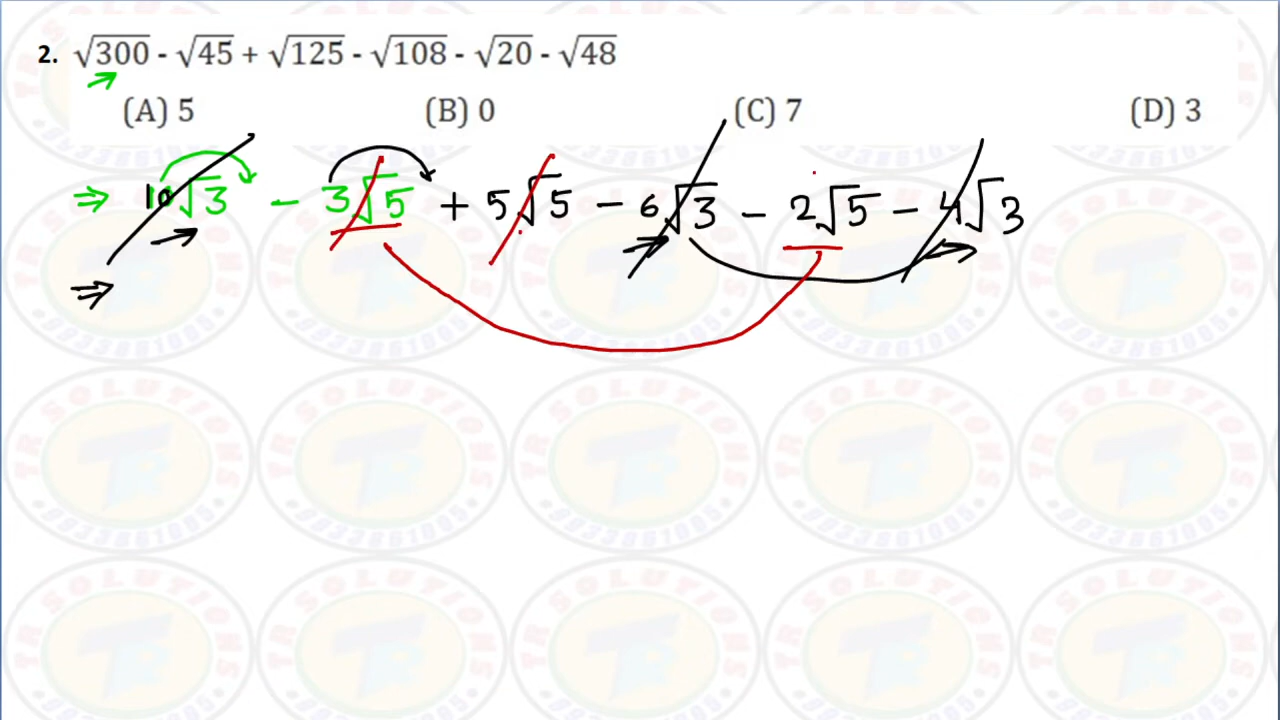 2. √300 - √45 + √125 - √108 - √20 - √48
(A) 5 (B) 0 (C) 7 (D) 3
⇒ 10√3 - 3√5 + 5√5 - 6√3 - 2√5 - 4√3
⇒